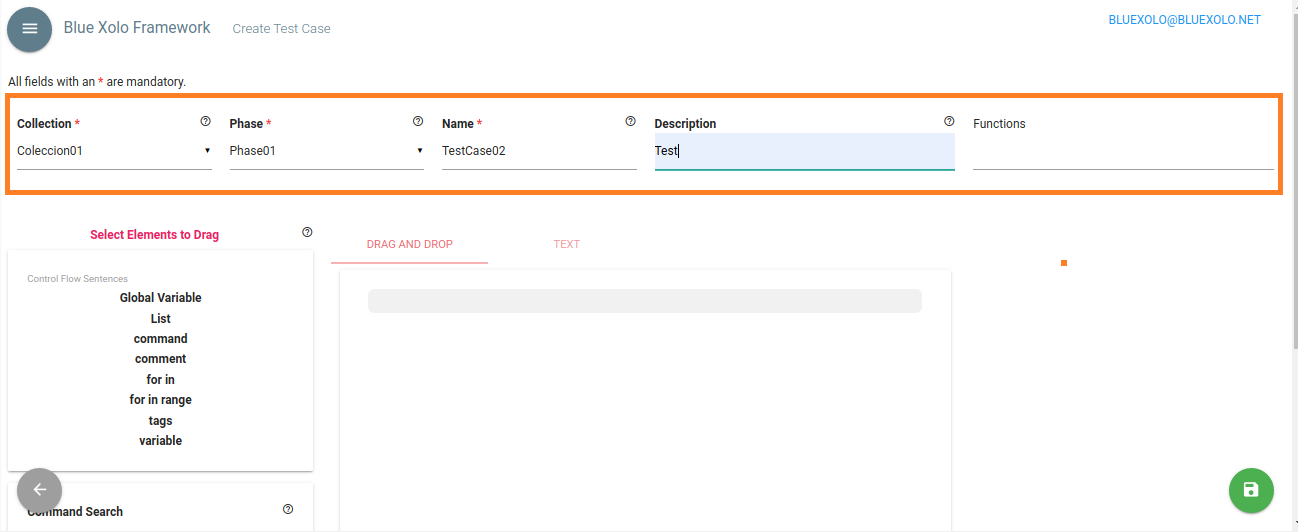 Blue Xolo Framework Create Test Case BLUEXOLO@BLUEXOLO.NET
All fields with an * are mandatory.
Collection * Phase * Name * Description Functions
Coleccion01 Phase01 TestCase02 Test
Select Elements to Drag
DRAG AND DROP TEXT
Control Flow Sentences
Global Variable
List
command
comment
for in
for in range
tags
variable
Command Search